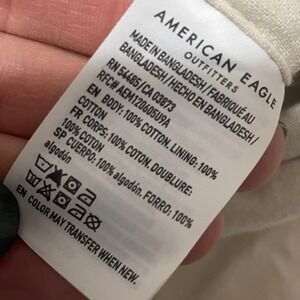 AMERICAN EAGLE
OUTFITTERS
MADE IN BANGLADESH / FABRIQUÉ AU
BANGLADESH / HECHO EN BANGLADESH /
RN 54485 / CA 03873
RFC# AEN120606U9A
EN BODY: 100% COTTON. LINING: 100%
COTTON
FR CORPS: 100% COTON. DOUBLURE:
100% COTON
SP CUERPO: 100% algodón. FORRO: 100%
algodón
EN COLOR MAY TRANSFER WHEN NEW.